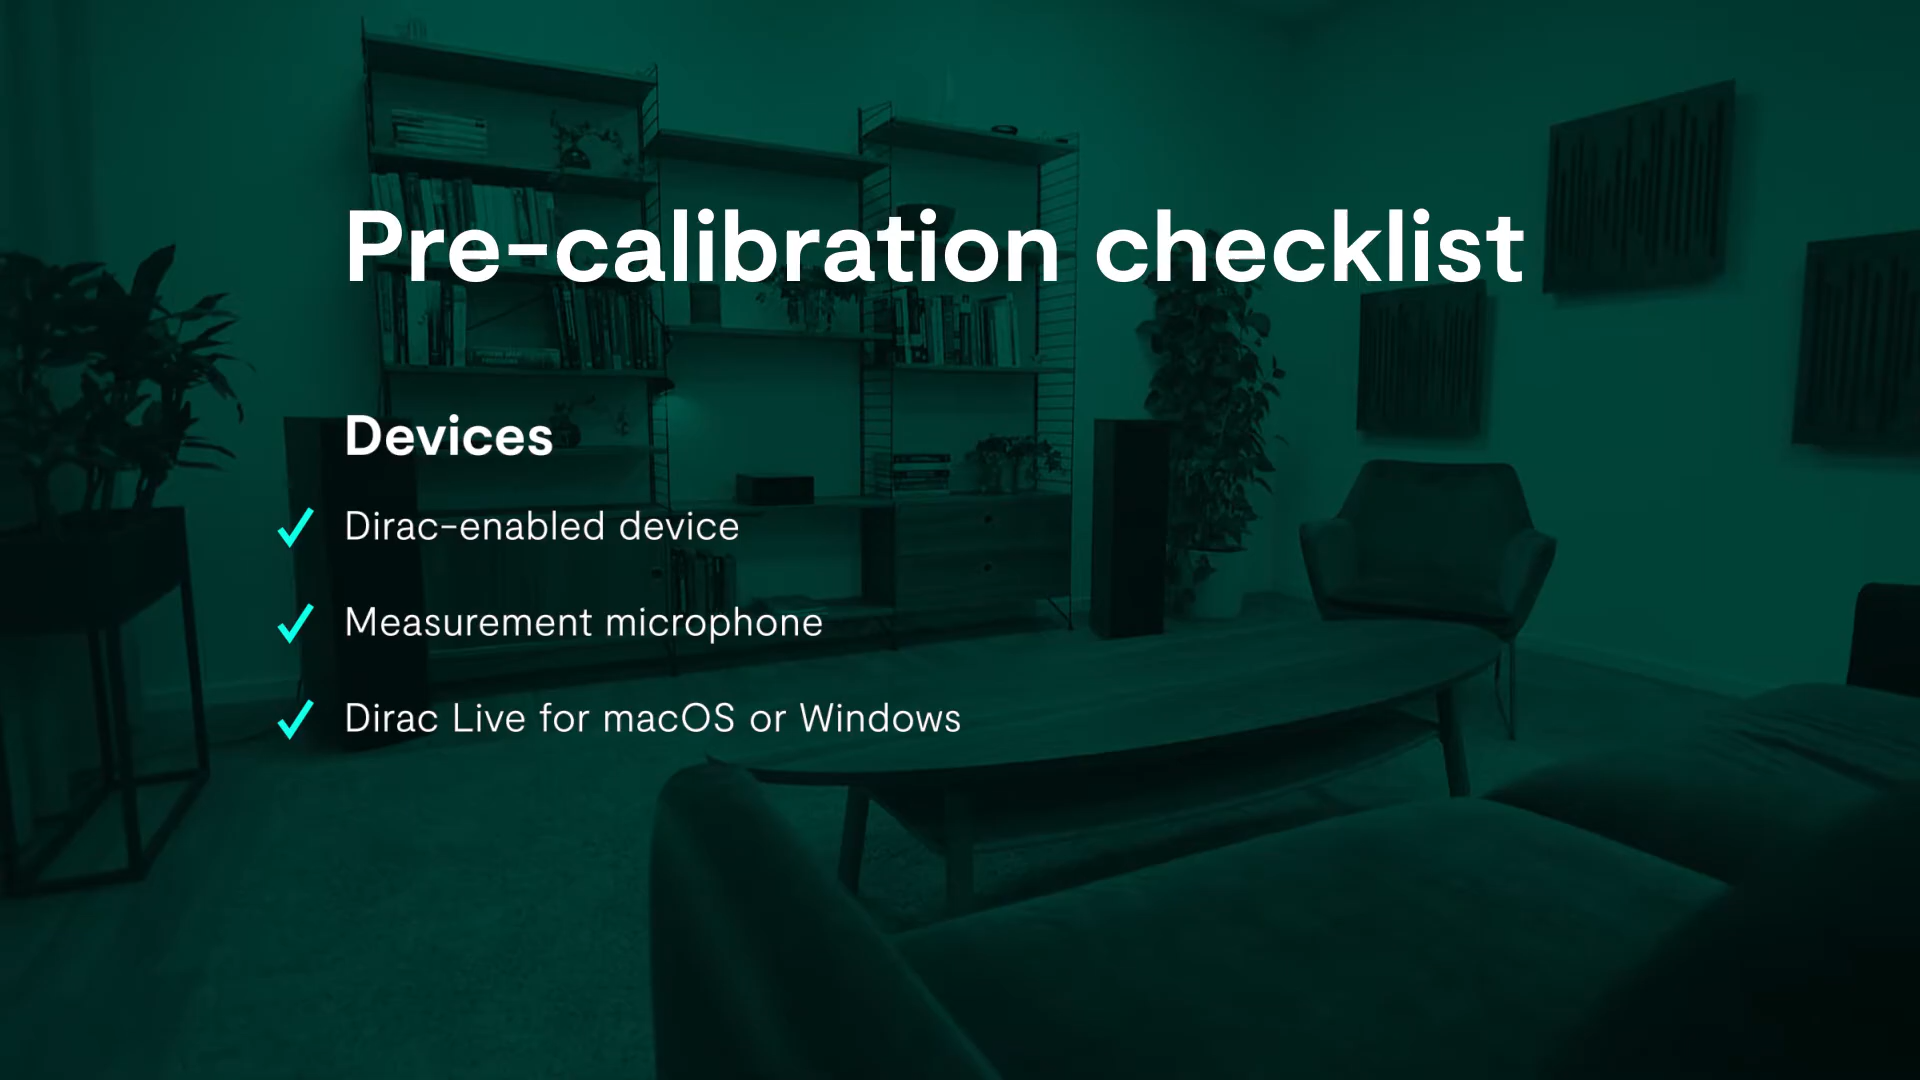 Pre-calibration checklist
Devices
Dirac-enabled device
Measurement microphone
Dirac Live for macOS or Windows